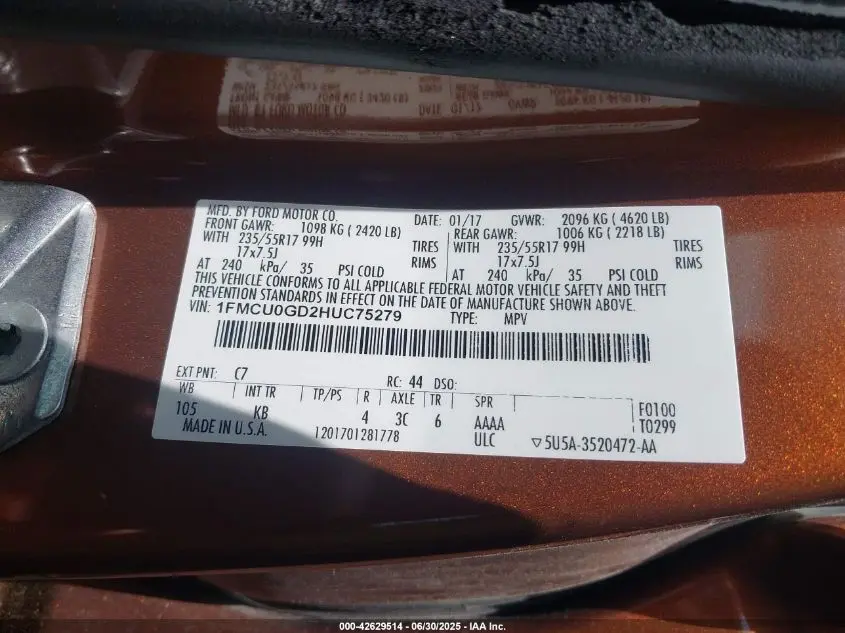 MFD. BY FORD MOTOR CO. DATE: 01/17 GVWR: 2096 KG ( 4620 LB)
FRONT GAWR: 1098 KG ( 2420 LB) REAR GAWR: 1006 KG ( 2218 LB)
WITH 235/55R17 99H TIRES WITH 235/55R17 99H TIRES
17x7.5J RIMS 17x7.5J RIMS
AT 240 kPa/ 35 PSI COLD AT 240 kPa/ 35 PSI COLD
THIS VEHICLE CONFORMS TO ALL APPLICABLE FEDERAL MOTOR VEHICLE SAFETY AND THEFT
PREVENTION STANDARDS IN EFFECT ON THE DATE OF MANUFACTURE SHOWN ABOVE.
VIN: 1FMCU0GD2HUC75279 TYPE: MPV
EXT PNT: C7 RC: 44 DSO:
WB INT TR TP/PS R AXLE TR SPR
105 KB 4 3C 6 AAAA F0100
MADE IN U.S.A. 1201701281778 ULC T0299
▽5U5A-3520472-AA
000-42629514 - 06/30/2025 - IAA Inc.